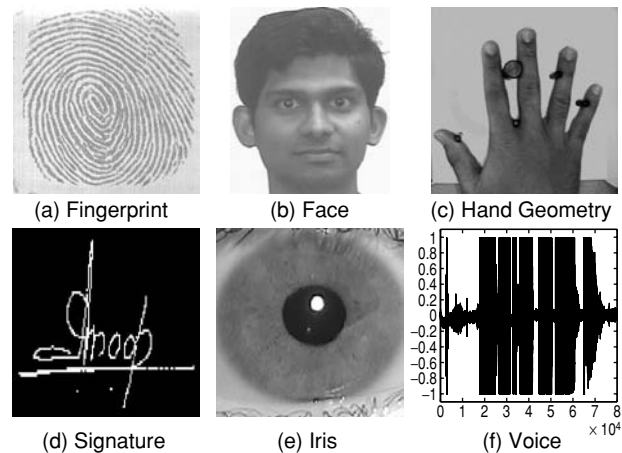 (a) Fingerprint
(b) Face
(c) Hand Geometry
1
0.8
0.6
0.4
0.2
0
−0.2
−0.4
−0.6
−0.8
−1
0 1 2 3 4 5 6 7 8
× 10⁴
(d) Signature
(e) Iris
(f) Voice